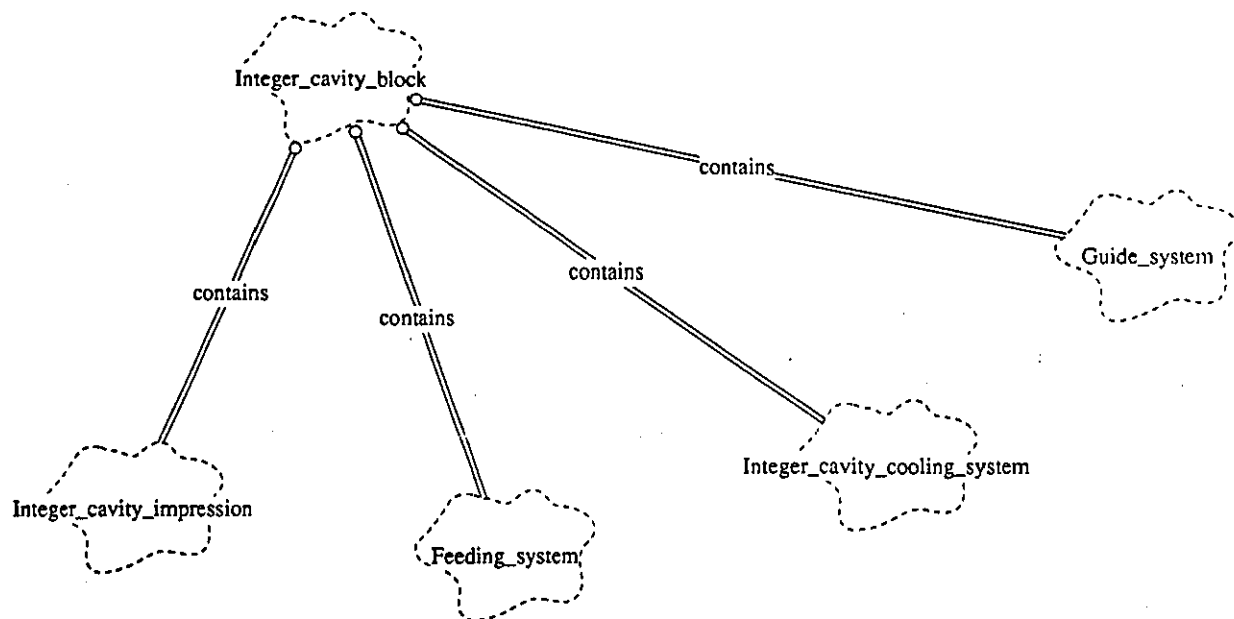 Integer_cavity_block
contains
Guide_system
contains
contains
contains
Integer_cavity_cooling_system
Integer_cavity_impression
Feeding_system